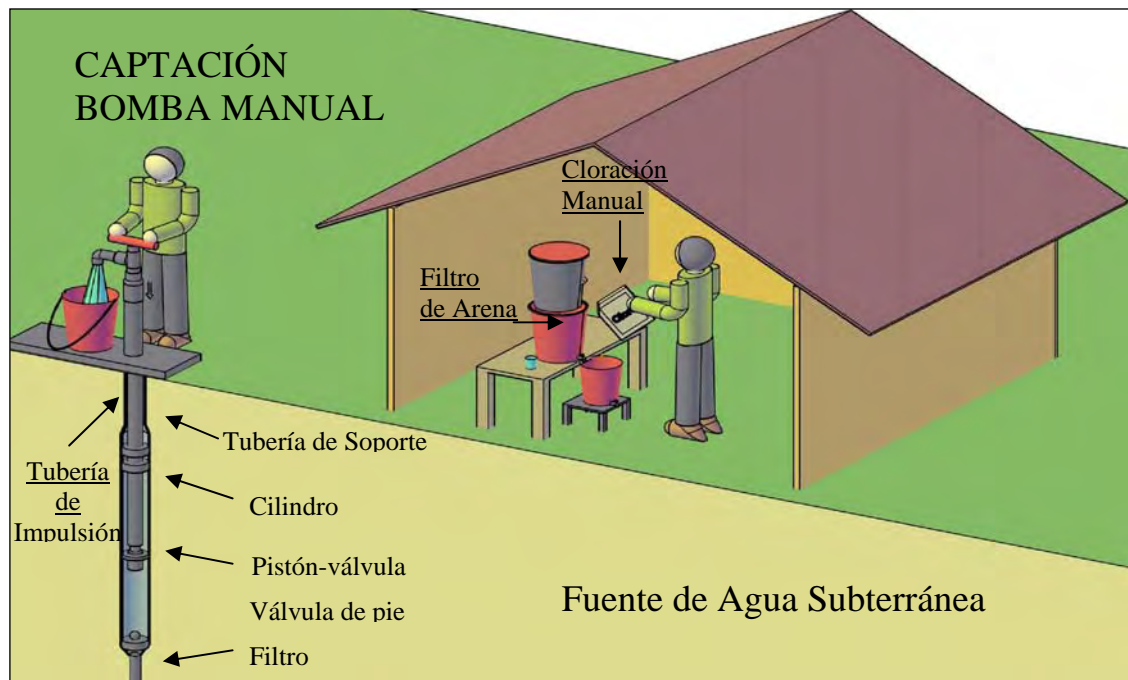 CAPTACIÓN
BOMBA MANUAL
Cloración
Manual
Filtro
de Arena
Tubería de Soporte
Tubería
de
Impulsión
Cilindro
Pistón-válvula
Válvula de pie
Filtro
Fuente de Agua Subterránea